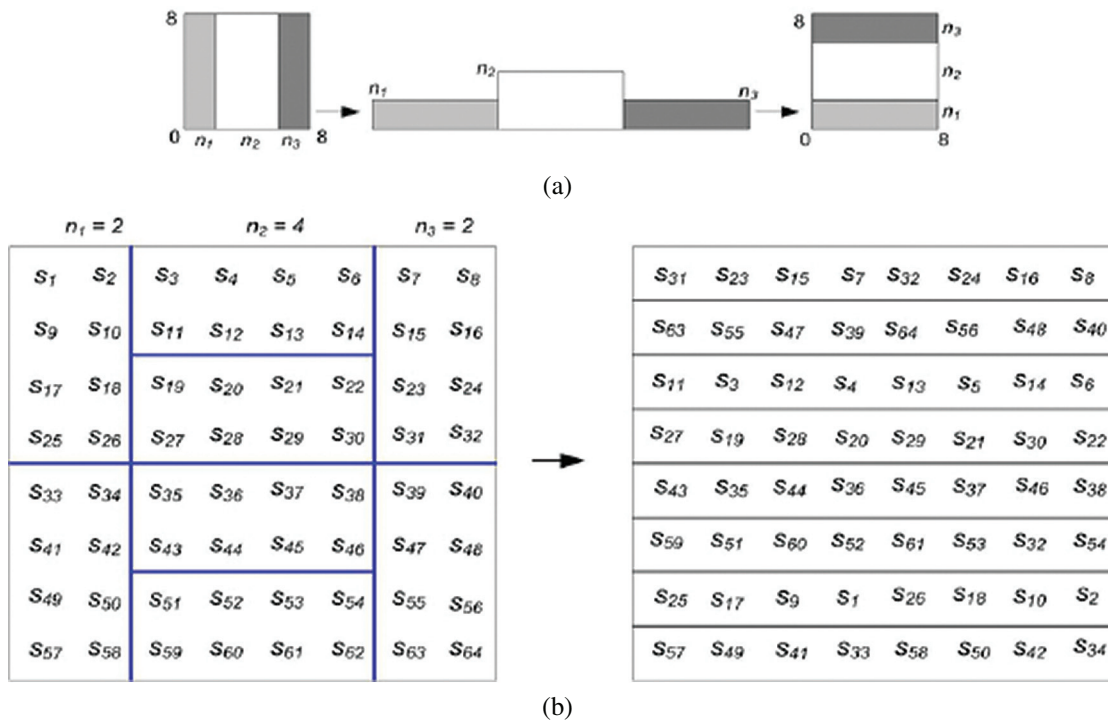 8 8 n3
n2 n2
n1 n3 n1
0 n1 n2 n3 8 0 8
(a)
n1 = 2 n2 = 4 n3 = 2
S1 S2 S3 S4 S5 S6 S7 S8 S31 S23 S15 S7 S32 S24 S16 S8
S9 S10 S11 S12 S13 S14 S15 S16 S63 S55 S47 S39 S64 S56 S48 S40
S17 S18 S19 S20 S21 S22 S23 S24 S11 S3 S12 S4 S13 S5 S14 S6
S25 S26 S27 S28 S29 S30 S31 S32 S27 S19 S28 S20 S29 S21 S30 S22
S33 S34 S35 S36 S37 S38 S39 S40 S43 S35 S44 S36 S45 S37 S46 S38
S41 S42 S43 S44 S45 S46 S47 S48 S59 S51 S60 S52 S61 S53 S32 S54
S49 S50 S51 S52 S53 S54 S55 S56 S25 S17 S9 S1 S26 S18 S10 S2
S57 S58 S59 S60 S61 S62 S63 S64 S57 S49 S41 S33 S58 S50 S42 S34
(b)